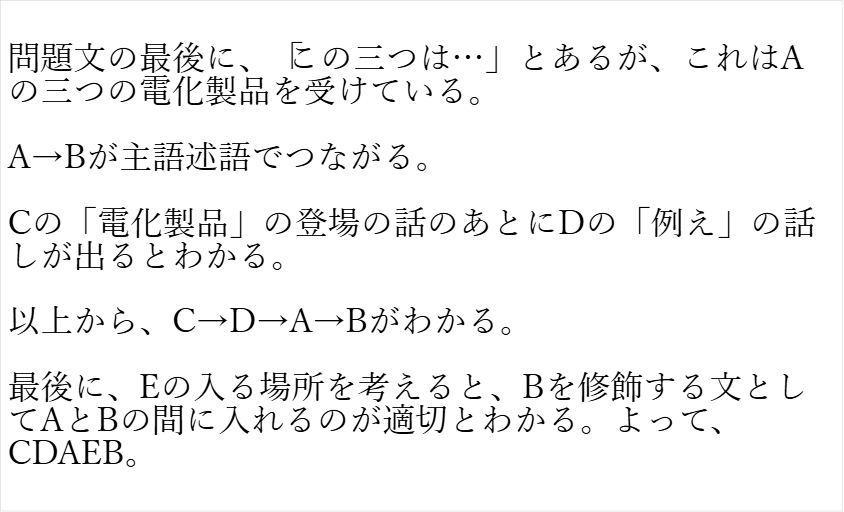 問題文の最後に、「この三つは…」とあるが、これはA
の三つの電化製品を受けている。
A→Bが主語述語でつながる。
Cの「電化製品」の登場の話のあとにDの「例え」の話
しが出るとわかる。
以上から、C→D→A→Bがわかる。
最後に、Eの入る場所を考えると、Bを修飾する文とし
てAとBの間に入れるのが適切とわかる。よって、
CDAEB。